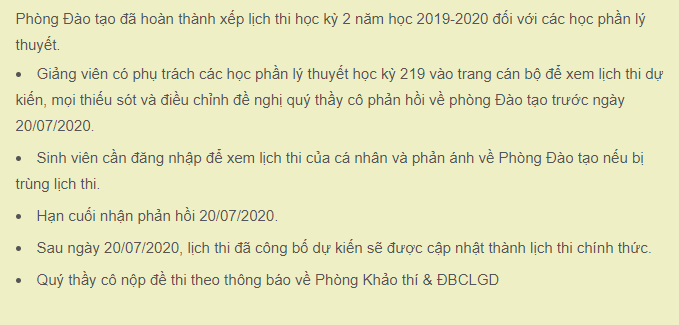 Phòng Đào tạo đã hoàn thành xếp lịch thi học kỳ 2 năm học 2019-2020 đối với các học phần lý
thuyết.
• Giảng viên có phụ trách các học phần lý thuyết học kỳ 219 vào trang cán bộ để xem lịch thi dự
kiến, mọi thiếu sót và điều chỉnh đề nghị quý thầy cô phản hồi về phòng Đào tạo trước ngày
20/07/2020.
• Sinh viên cần đăng nhập để xem lịch thi của cá nhân và phản ánh về Phòng Đào tạo nếu bị
trùng lịch thi.
• Hạn cuối nhận phản hồi 20/07/2020.
• Sau ngày 20/07/2020, lịch thi đã công bố dự kiến sẽ được cập nhật thành lịch thi chính thức.
• Quý thầy cô nộp đề thi theo thông báo về Phòng Khảo thí & ĐBCLGD